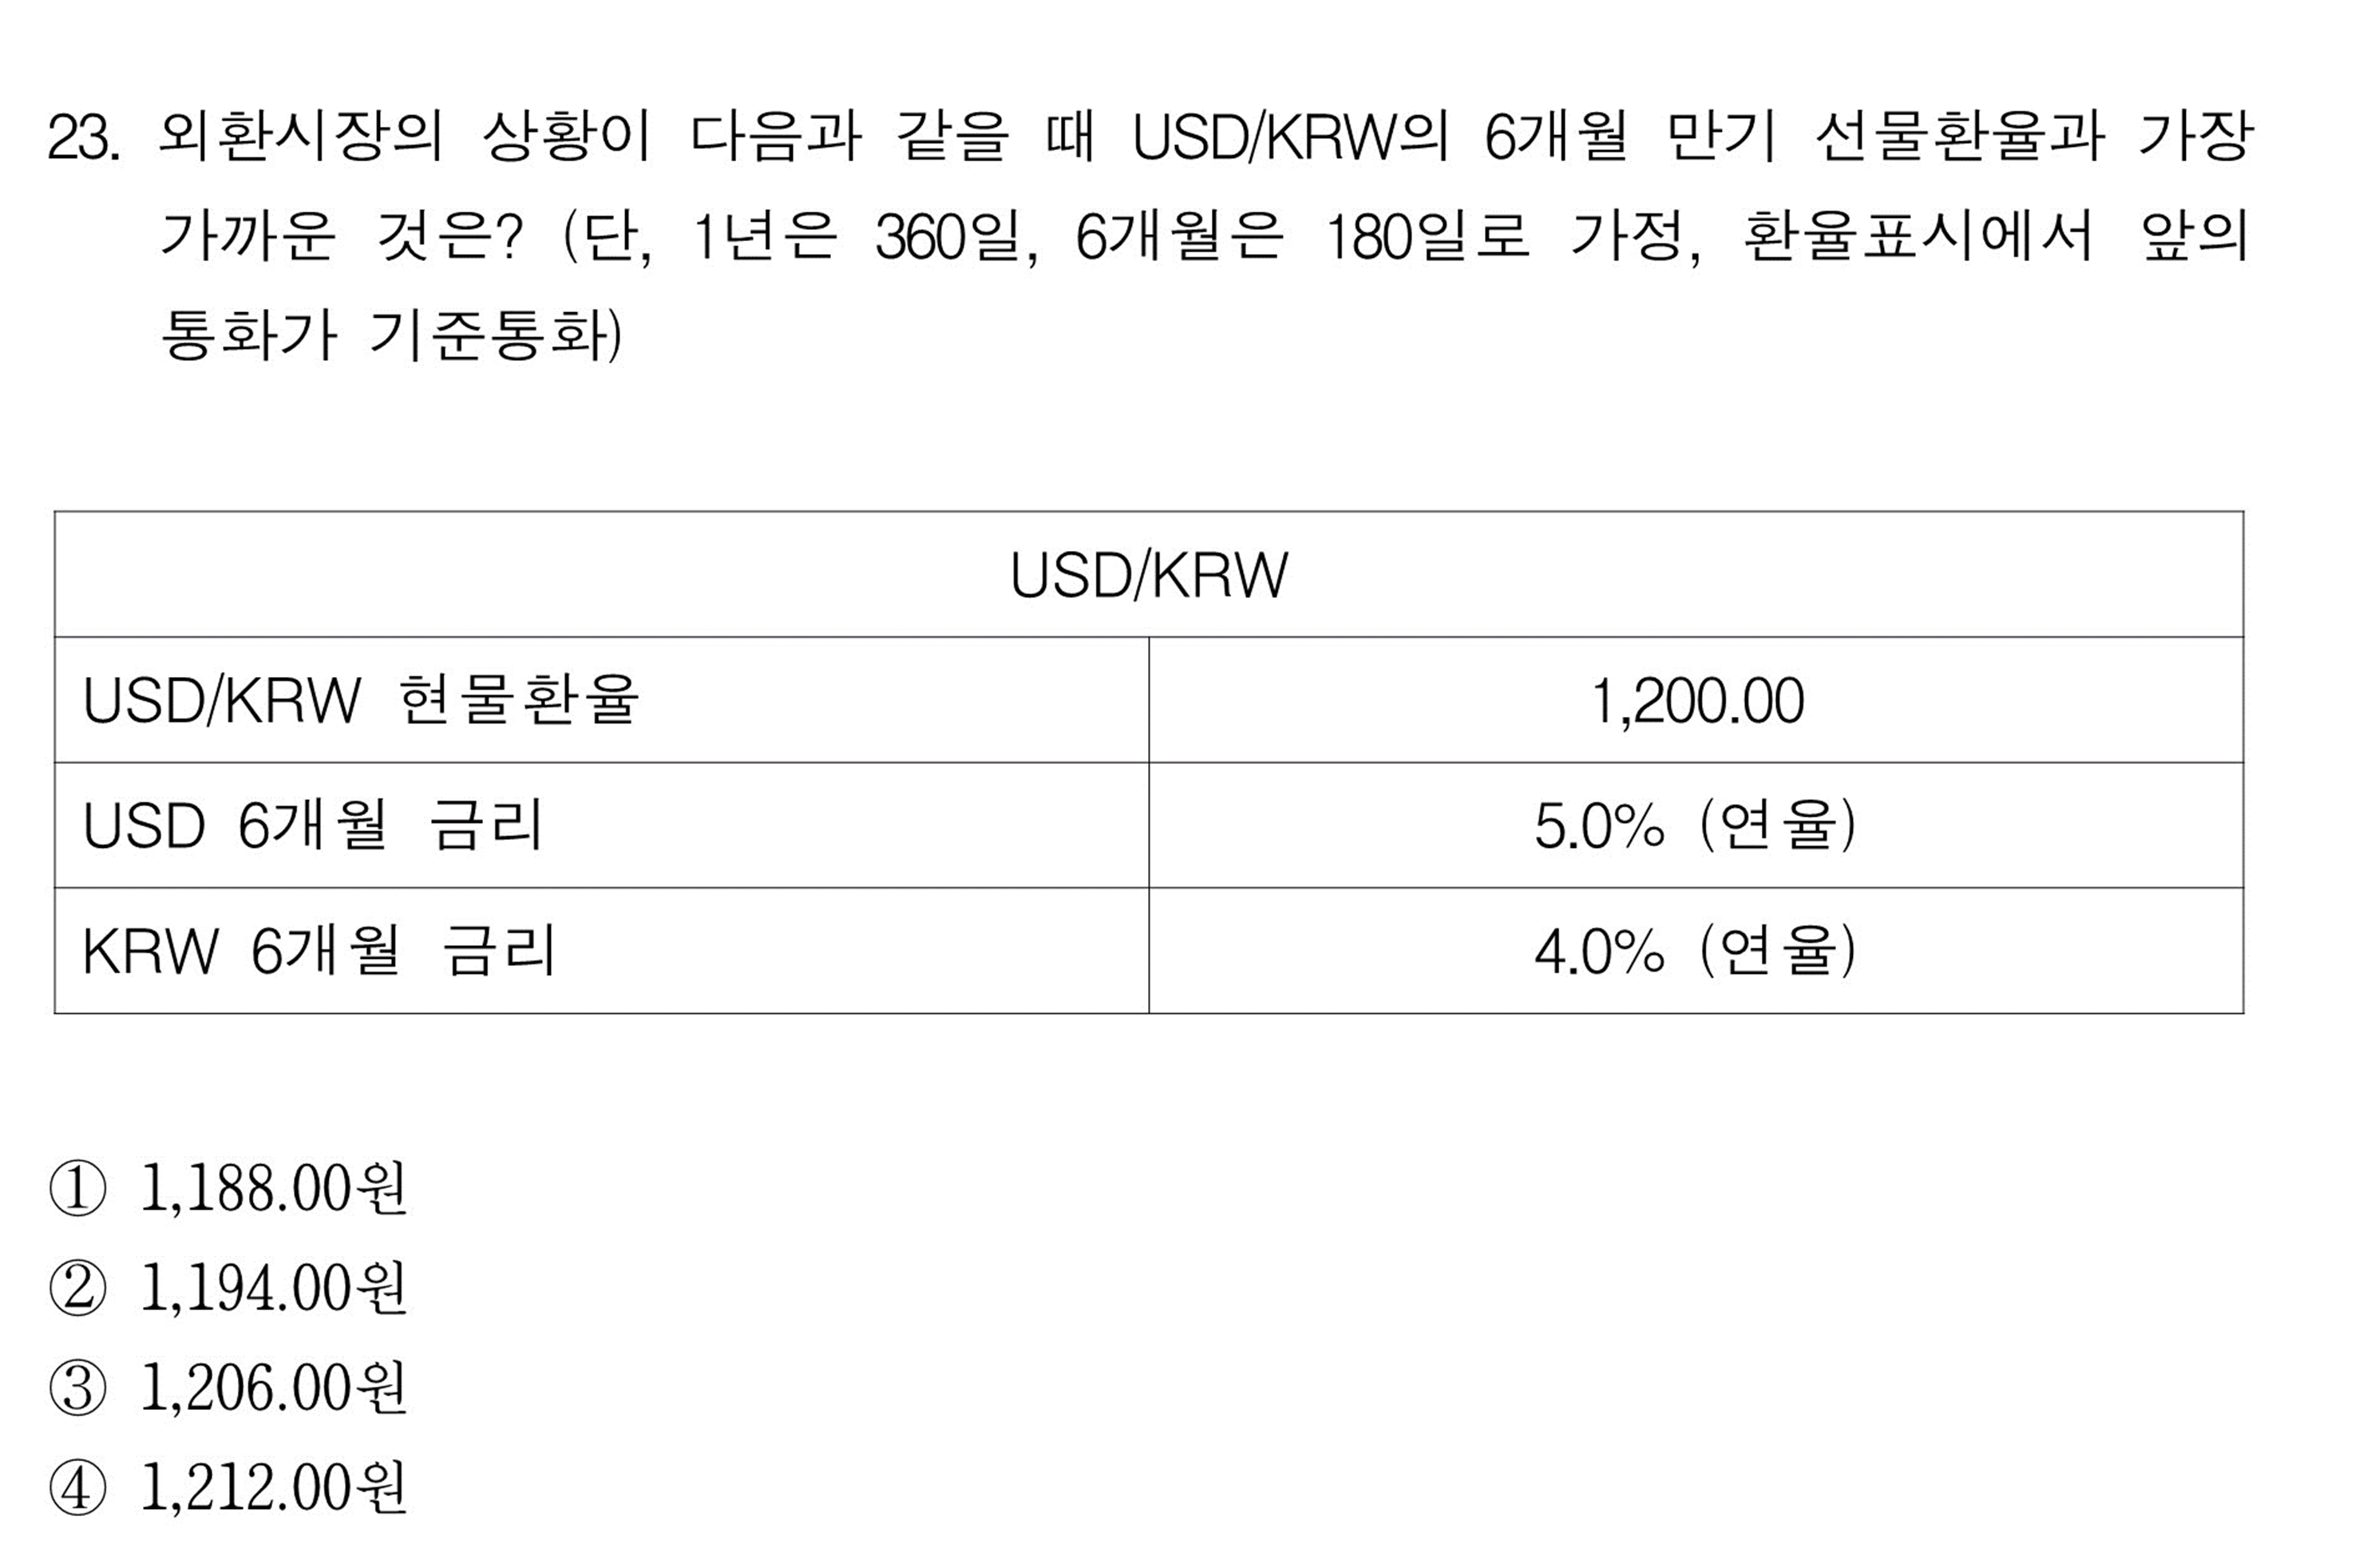 23. 외환시장의 상황이 다음과 같을 때 USD/KRW의 6개월 만기 선물환율과 가장
가까운 것은? (단, 1년은 360일, 6개월은 180일로 가정, 환율표시에서 앞의
통화가 기준통화)
USD/KRW
USD/KRW 현물환율 1,200.00
USD 6개월 금리 5.0% (연율)
KRW 6개월 금리 4.0% (연율)
① 1,188.00원
② 1,194.00원
③ 1,206.00원
④ 1,212.00원